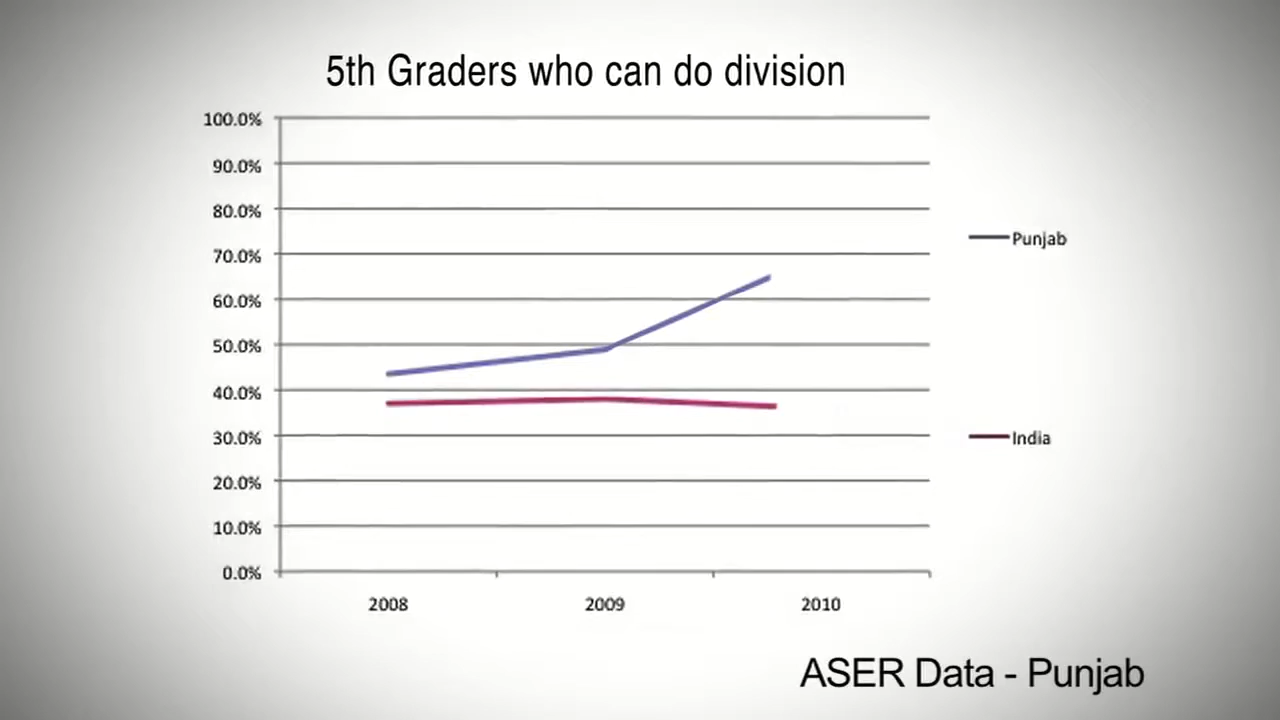 5th Graders who can do division
100.0%
90.0%
80.0%
70.0%
60.0%
50.0%
40.0%
30.0%
20.0%
10.0%
0.0%
2008 2009 2010
Punjab
India
ASER Data - Punjab